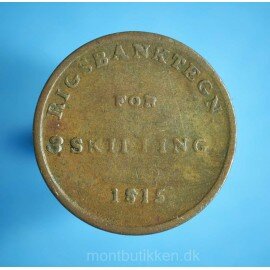 RIGSBANKTEGN
FOR
3 SKILLING.
1815
montbutikken.dk